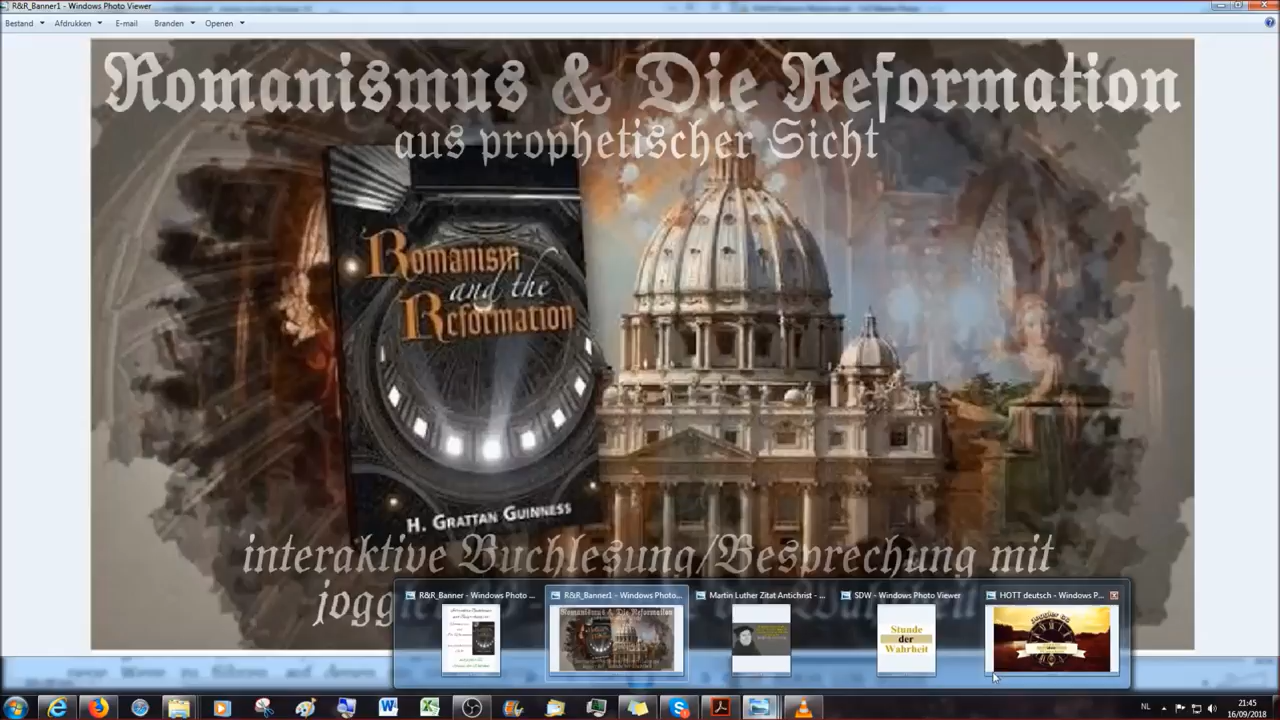 R&R_Banner1 - Windows Photo Viewer
Bestand Afdrukken E-mail Branden Openen
Romanismus & Die Reformation
aus prophetischer Sicht
Romanism
and the
Reformation
H. GRATTAN GUINNESS
interaktive Buchlesung/Besprechung mit
jogg
R&R_Banner - Windows Photo ...
R&R_Banner1 - Windows Photo...
Martin Luther Zitat Antichrist - ...
SDW - Windows Photo Viewer
HOTT deutsch - Windows P...
Stunde
der
Wahrheit
NL
21:45
16/09/2018